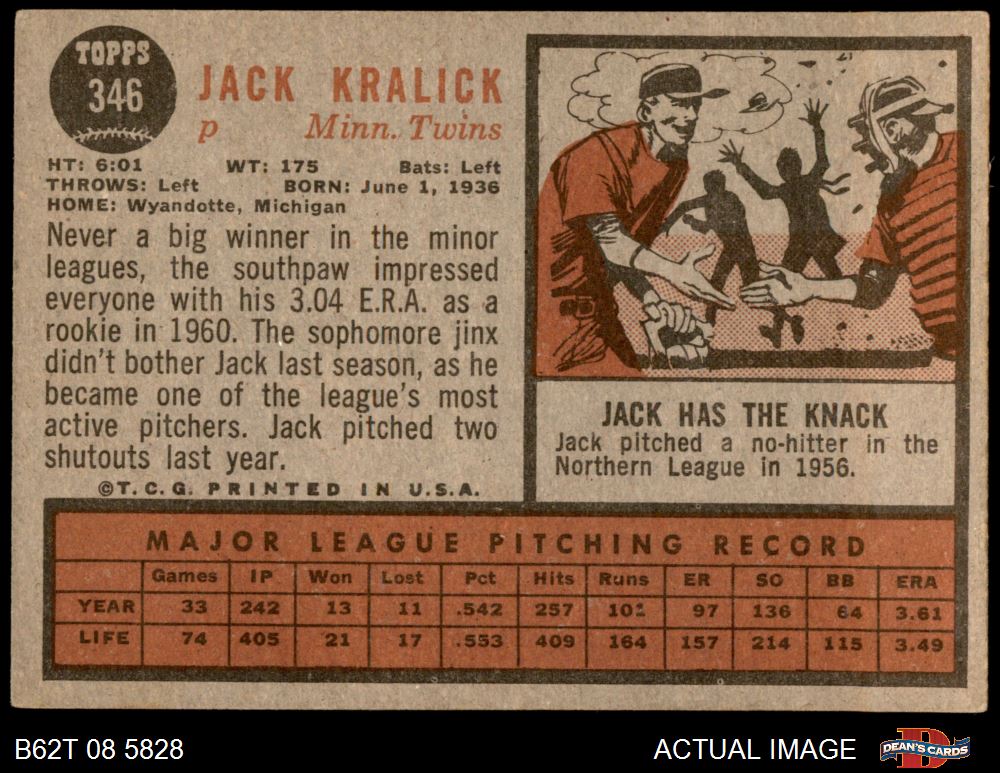 TOPPS
346
JACK KRALICK
p Minn. Twins
HT: 6:01 WT: 175 Bats: Left
THROWS: Left BORN: June 1, 1936
HOME: Wyandotte, Michigan
Never a big winner in the minor
leagues, the southpaw impressed
everyone with his 3.04 E.R.A. as a
rookie in 1960. The sophomore jinx
didn't bother Jack last season, as he
became one of the league's most
active pitchers. Jack pitched two
shutouts last year.
©T.C.G. PRINTED IN U.S.A.
JACK HAS THE KNACK
Jack pitched a no-hitter in the
Northern League in 1956.
MAJOR LEAGUE PITCHING RECORD
Games IP Won Lost Pct Hits Runs ER SO BB ERA
YEAR 33 242 13 11 .542 257 97 136 64 3.61
LIFE 74 405 21 17 .553 409 164 157 214 115 3.49
B62T 08 5828 ACTUAL IMAGE DEAN'S CARDS